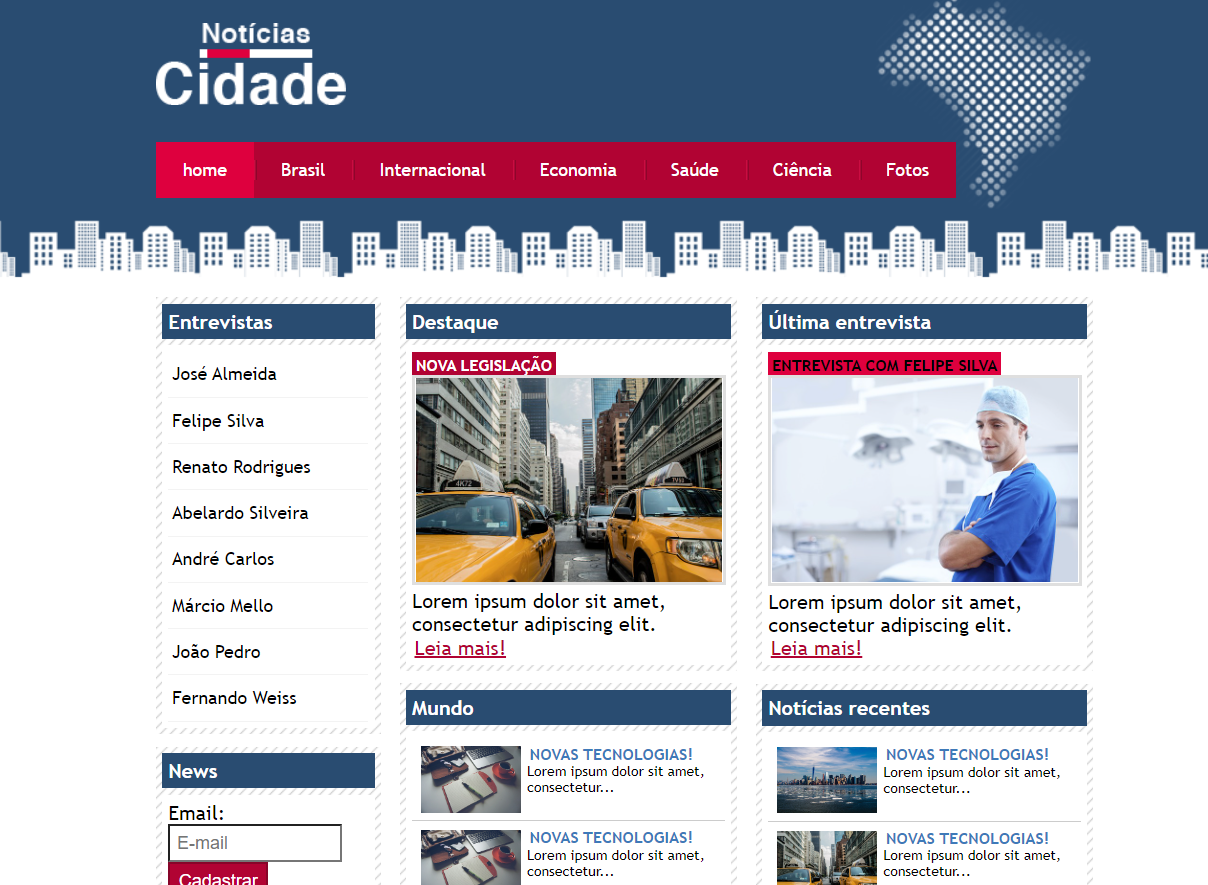 Notícias
Cidade
home
Brasil
Internacional
Economia
Saúde
Ciência
Fotos
Entrevistas
José Almeida
Felipe Silva
Renato Rodrigues
Abelardo Silveira
André Carlos
Márcio Mello
João Pedro
Fernando Weiss
News
Email:
E-mail
Cadastrar
Destaque
NOVA LEGISLAÇÃO
4K72
Lorem ipsum dolor sit amet,
consectetur adipiscing elit.
Leia mais!
Última entrevista
ENTREVISTA COM FELIPE SILVA
Lorem ipsum dolor sit amet,
consectetur adipiscing elit.
Leia mais!
Mundo
NOVAS TECNOLOGIAS!
Lorem ipsum dolor sit amet,
consectetur...
NOVAS TECNOLOGIAS!
Lorem ipsum dolor sit amet,
consectetur...
Notícias recentes
NOVAS TECNOLOGIAS!
Lorem ipsum dolor sit amet,
consectetur...
NOVAS TECNOLOGIAS!
Lorem ipsum dolor sit amet,
consectetur...